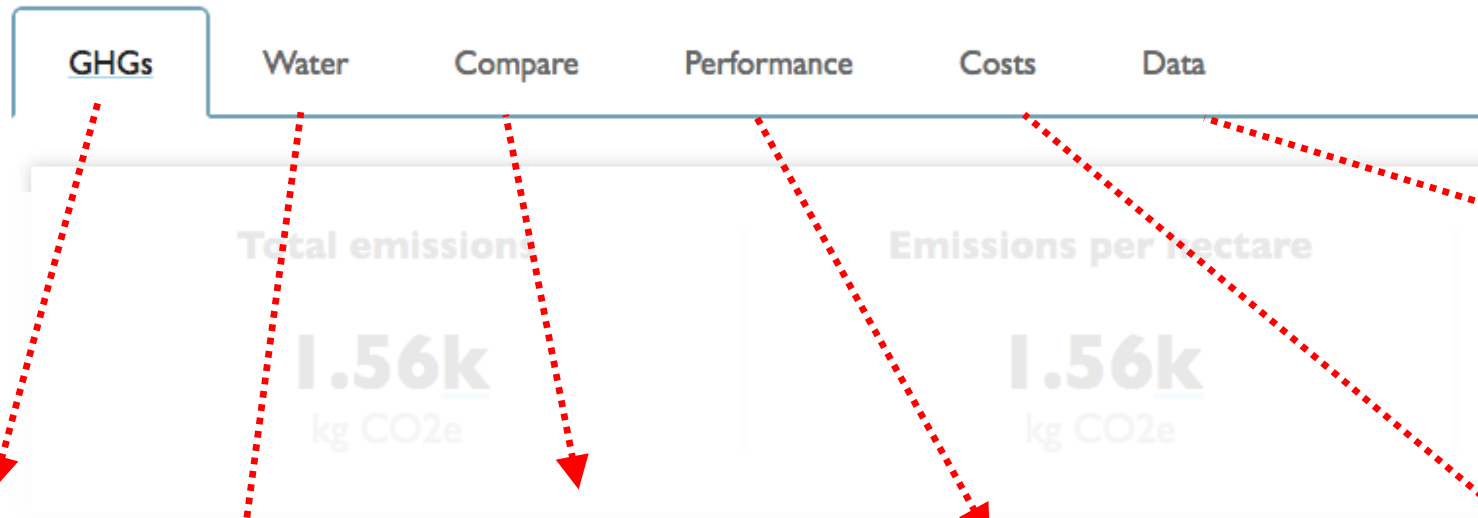 GHGs Water Compare Performance Costs Data
Total emissions Emissions per hectare
1.56k 1.56k
kg CO2e kg CO2e